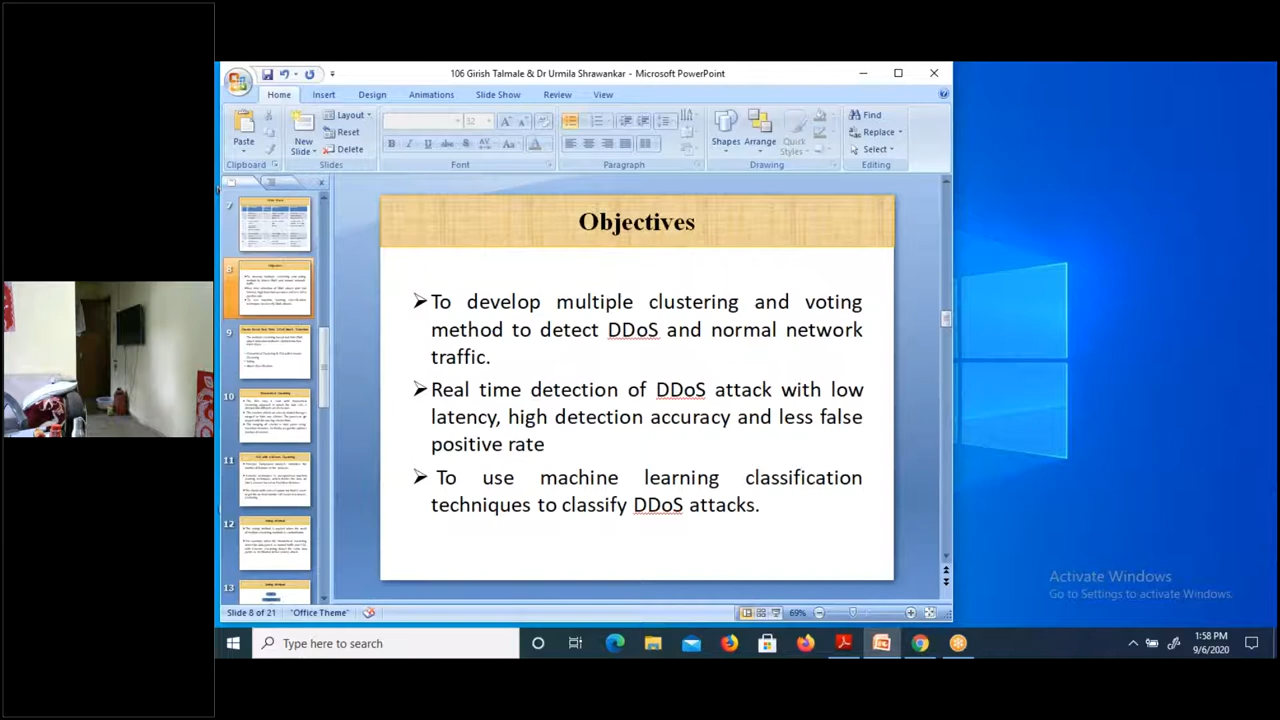 106 Girish Talmale & Dr Urmila Shrawankar - Microsoft PowerPoint
Home Insert Design Animations Slide Show Review View
Paste
Clipboard
New
Slide
Layout
Reset
Delete
Slides
32
Font
Paragraph
Shapes
Arrange
Quick
Styles
Drawing
Find
Replace
Select
Editing
7
8
9
10
11
12
13
Objectives
To develop multiple clustering and voting
method to detect DDoS and normal network
traffic.
Real time detection of DDoS attack with low
latency, high detection accuracy and less false
positive rate
To use machine learning classification
techniques to classify DDoS attacks.
Activate Windows
Go to Settings to activate Windows.
Slide 8 of 21 "Office Theme" 69%
Type here to search
1:58 PM
9/6/2020